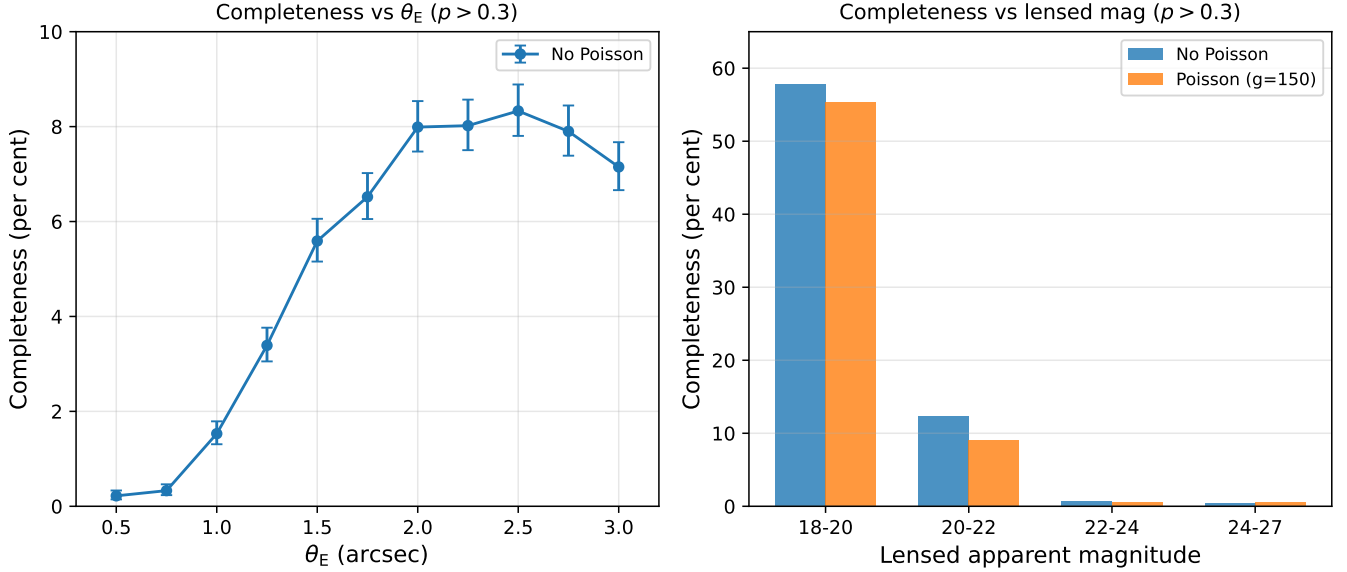 Completeness vs θ_E (p > 0.3)
10
8
6
4
2
0
Completeness (per cent)
No Poisson
0.5 1.0 1.5 2.0 2.5 3.0
θ_E (arcsec)
Completeness vs lensed mag (p > 0.3)
60
50
40
30
20
10
0
Completeness (per cent)
No Poisson
Poisson (g=150)
18-20 20-22 22-24 24-27
Lensed apparent magnitude